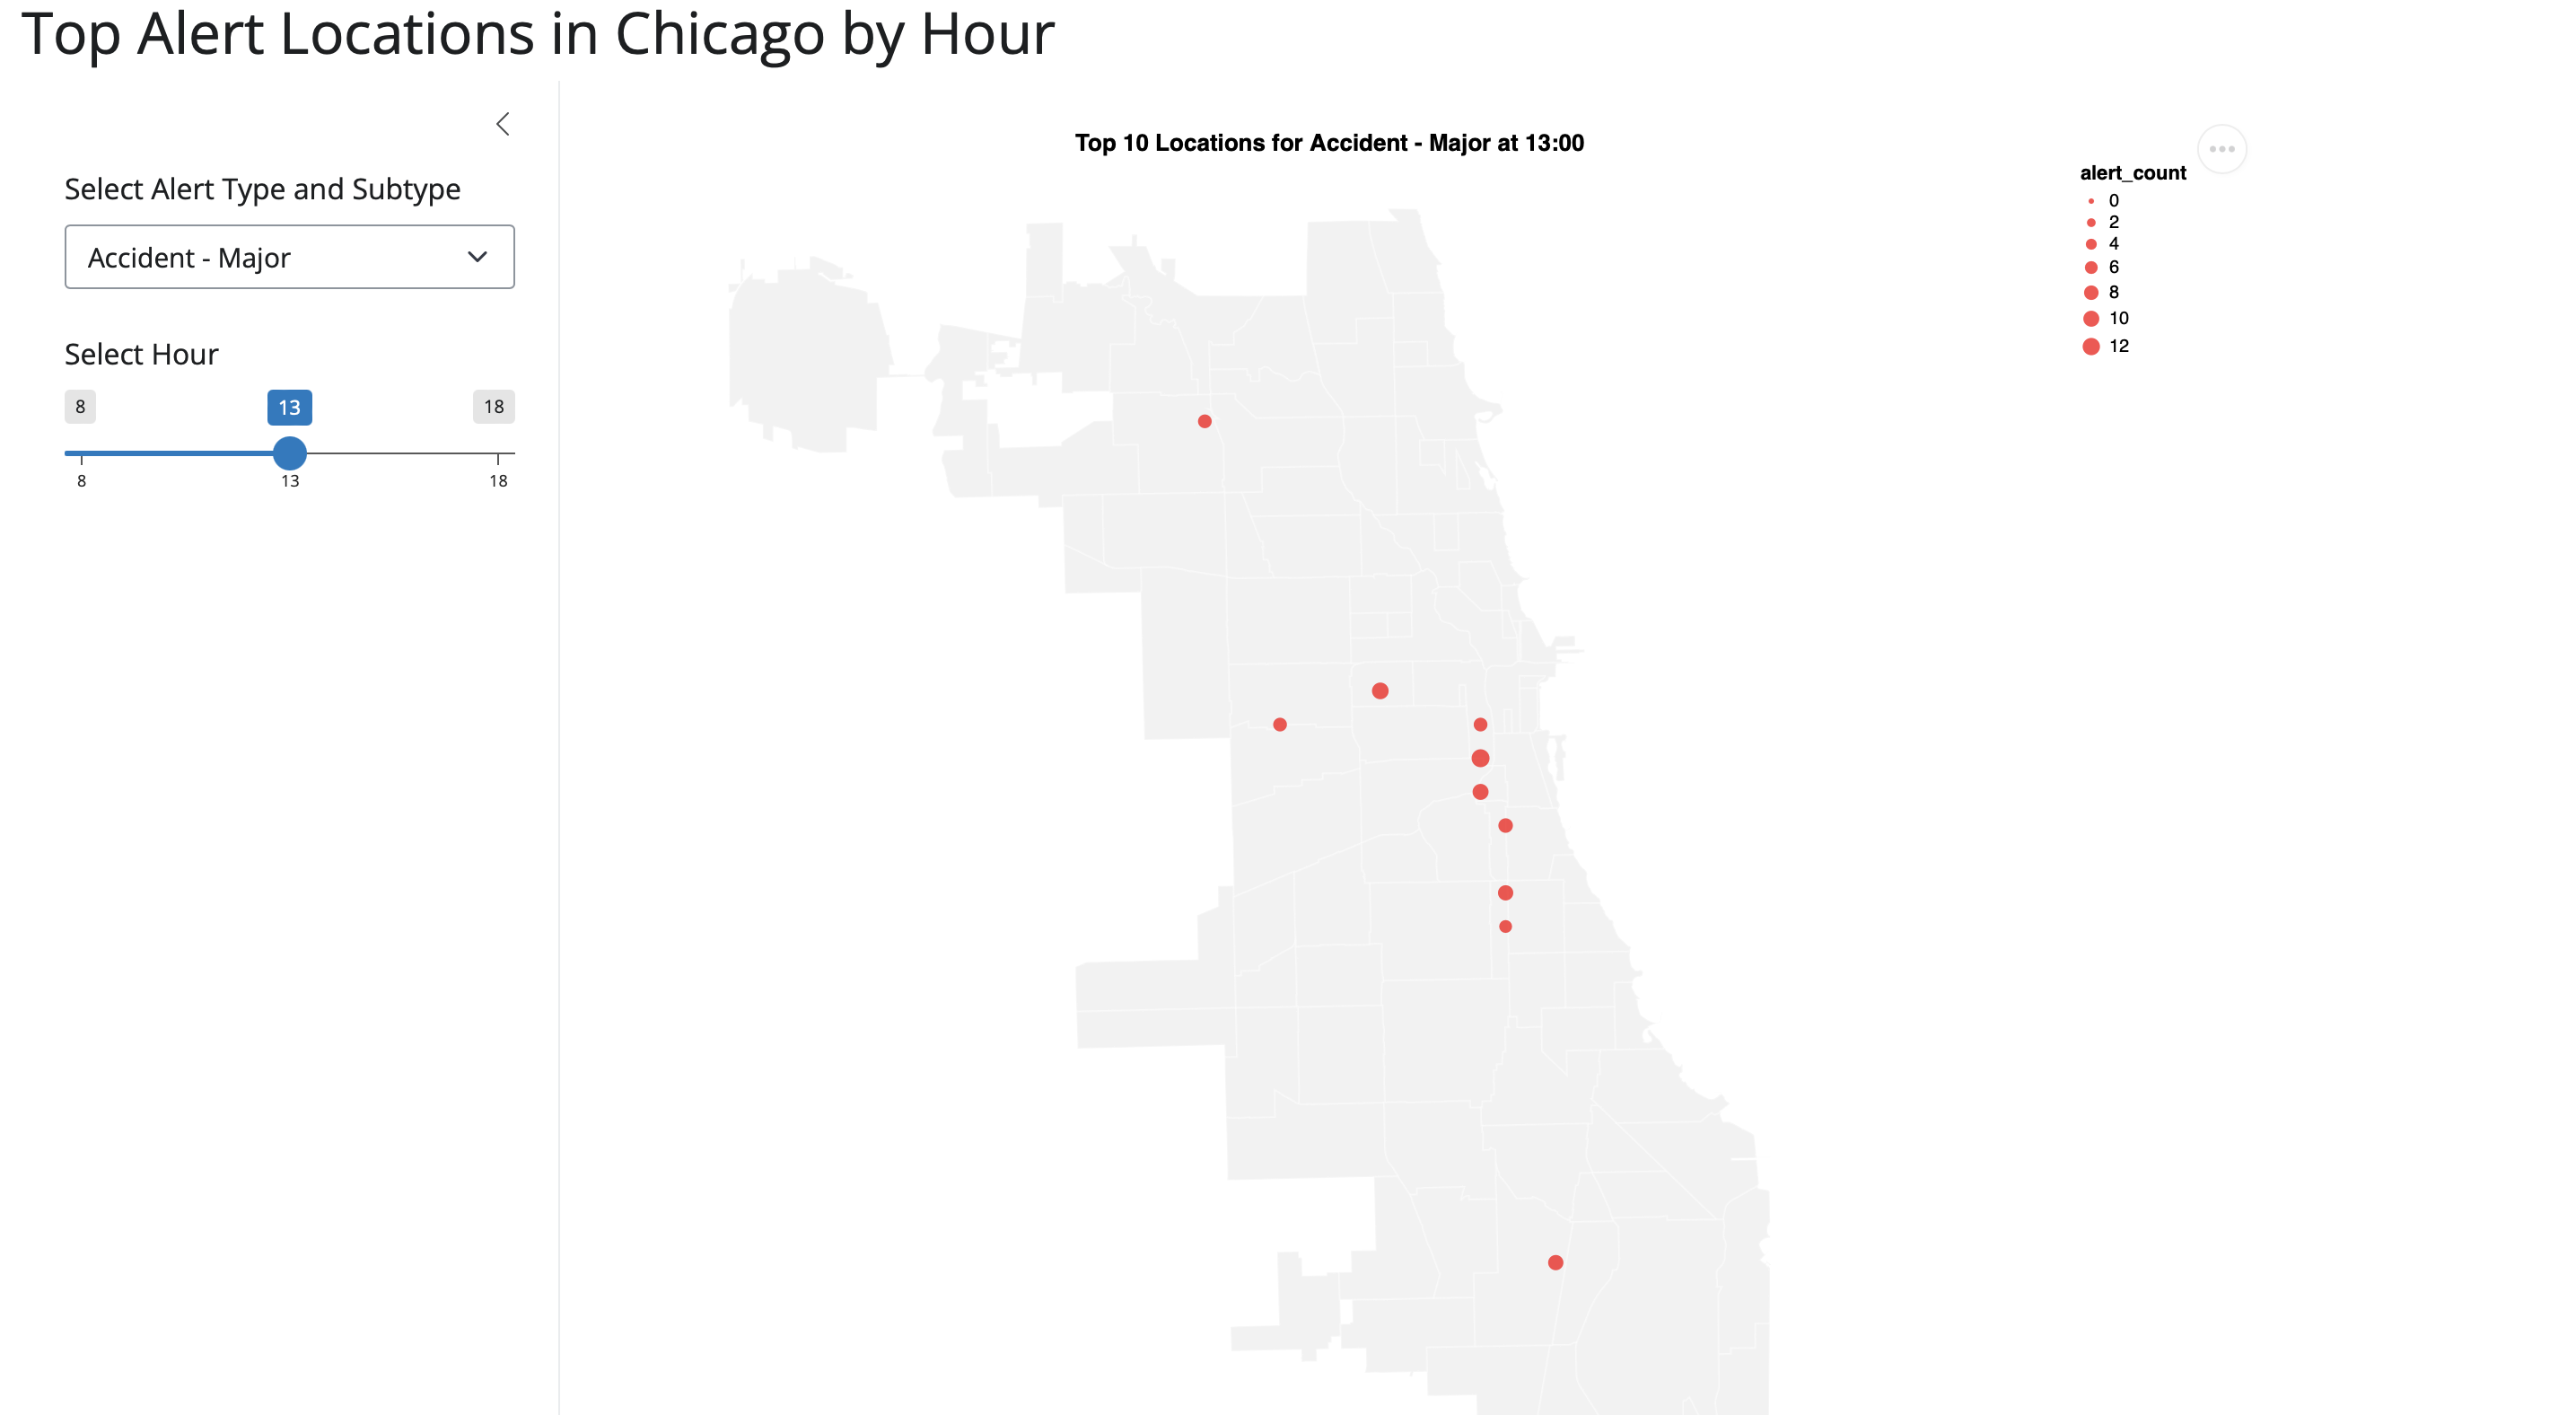 Top Alert Locations in Chicago by Hour
Select Alert Type and Subtype
Accident - Major
Select Hour
8
13
18
8
13
18
Top 10 Locations for Accident - Major at 13:00
alert_count
0
2
4
6
8
10
12